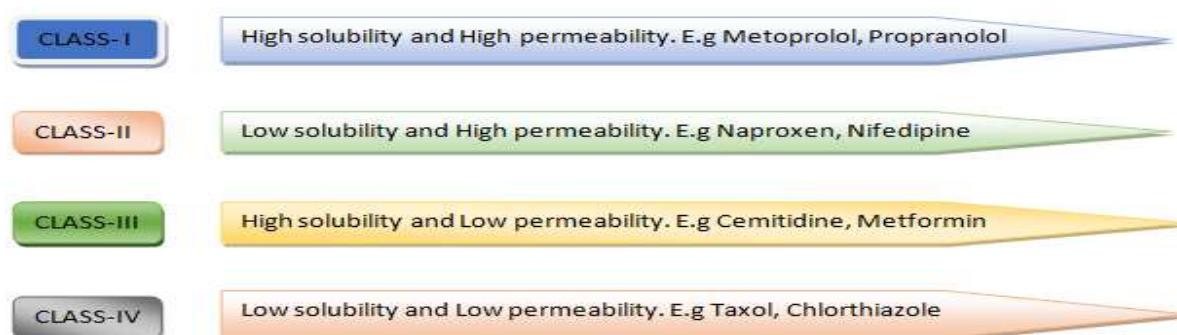 CLASS- I
High solubility and High permeability. E.g Metoprolol, Propranolol
CLASS-II
Low solubility and High permeability. E.g Naproxen, Nifedipine
CLASS-III
High solubility and Low permeability. E.g Cemitidine, Metformin
CLASS-IV
Low solubility and Low permeability. E.g Taxol, Chlorthiazole